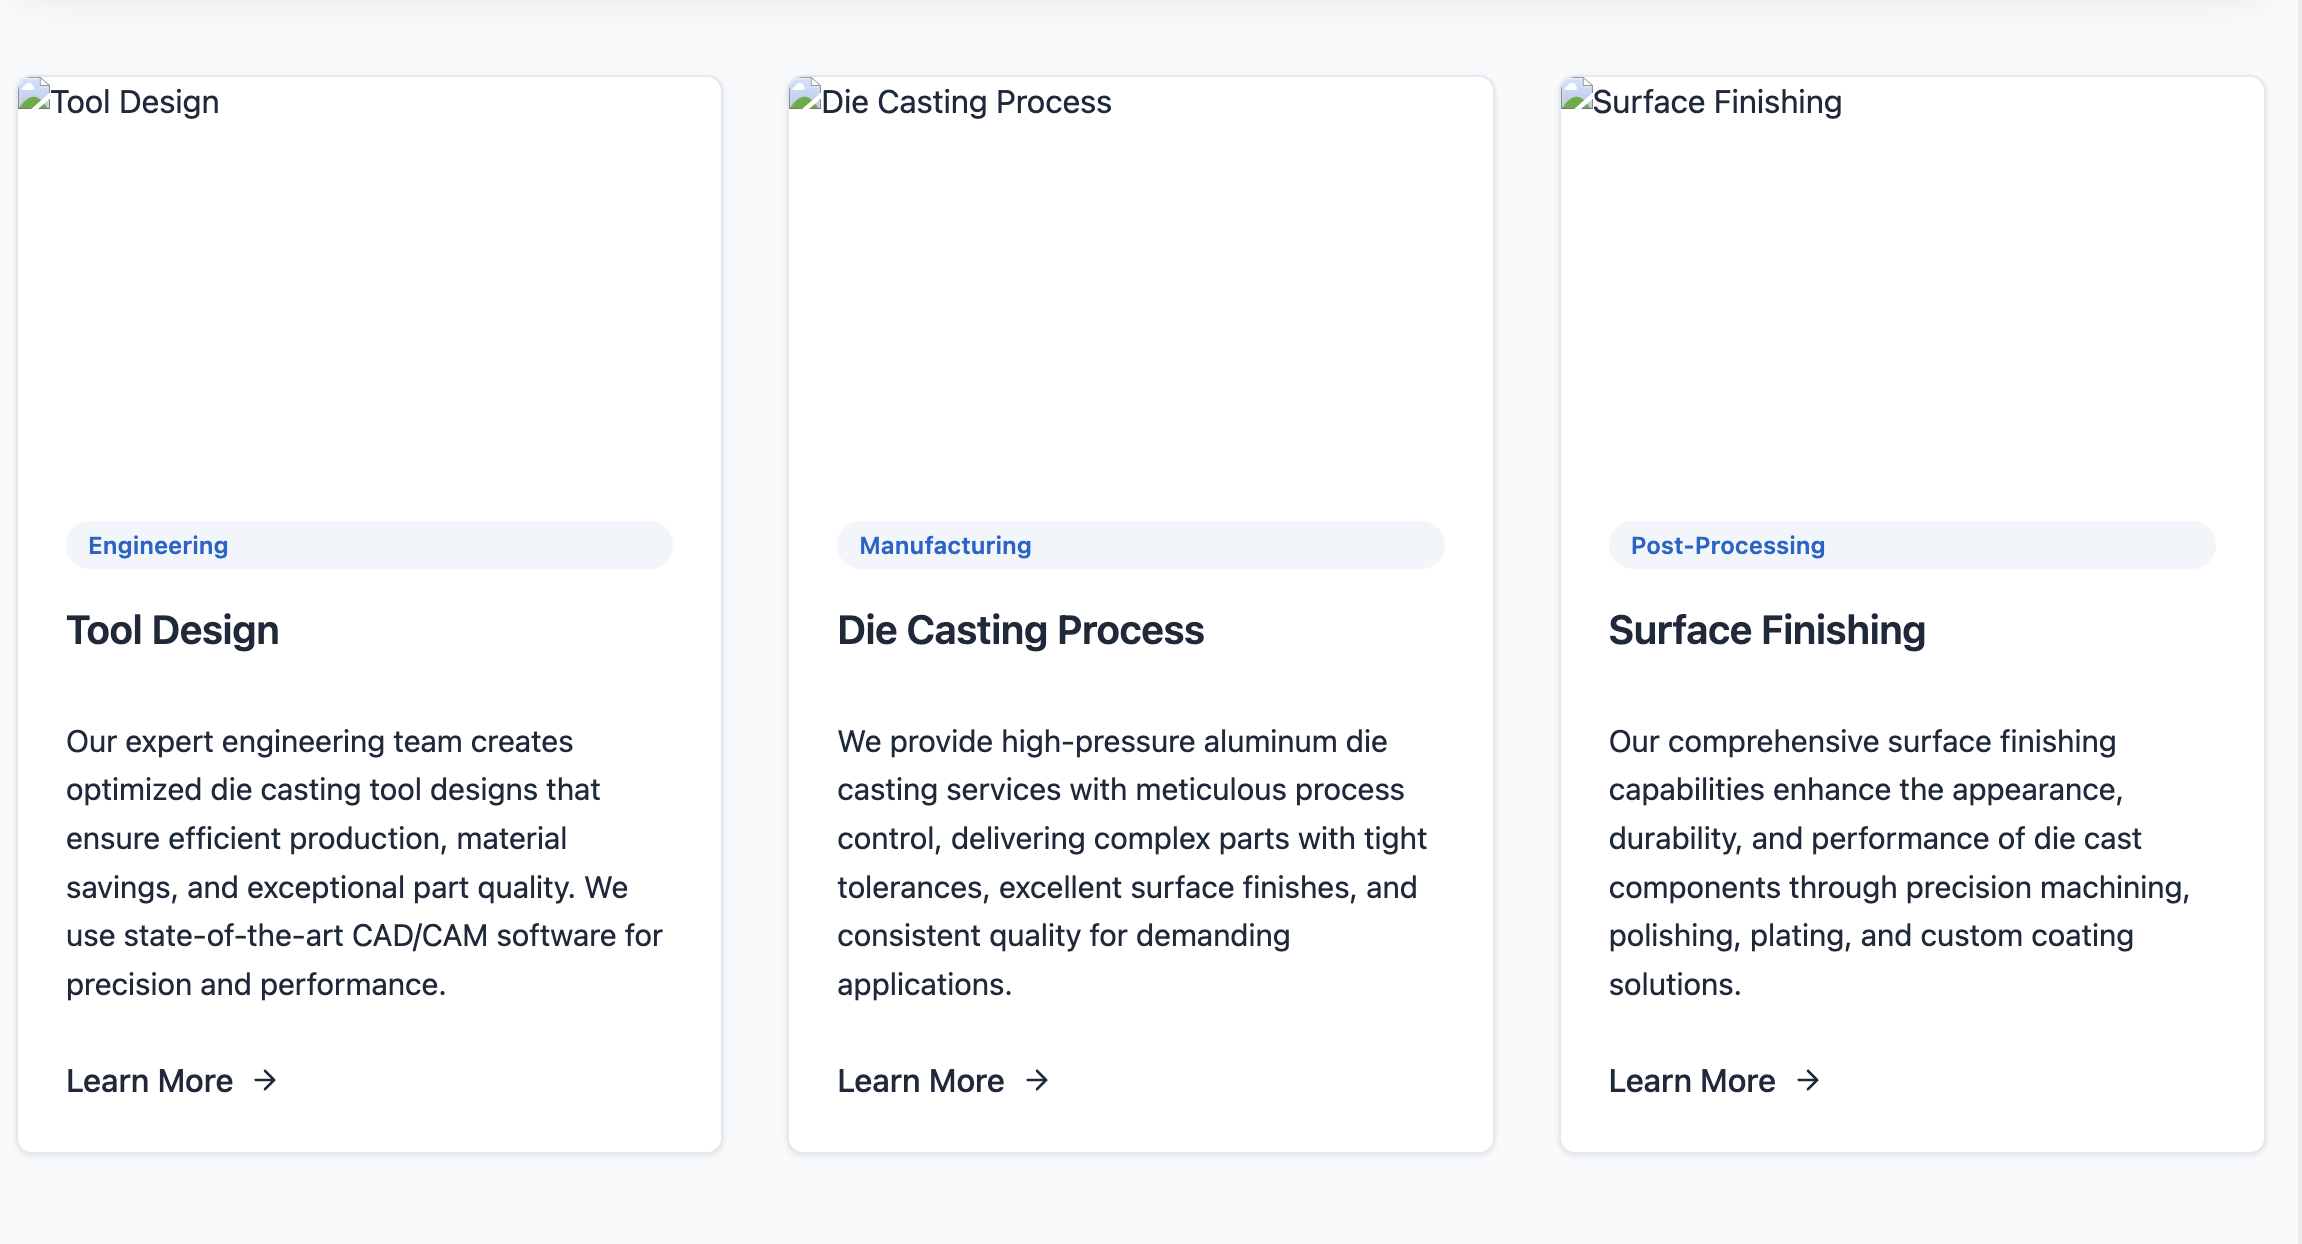 Tool Design
Engineering
Tool Design
Our expert engineering team creates
optimized die casting tool designs that
ensure efficient production, material
savings, and exceptional part quality. We
use state-of-the-art CAD/CAM software for
precision and performance.
Learn More →
Die Casting Process
Manufacturing
Die Casting Process
We provide high-pressure aluminum die
casting services with meticulous process
control, delivering complex parts with tight
tolerances, excellent surface finishes, and
consistent quality for demanding
applications.
Learn More →
Surface Finishing
Post-Processing
Surface Finishing
Our comprehensive surface finishing
capabilities enhance the appearance,
durability, and performance of die cast
components through precision machining,
polishing, plating, and custom coating
solutions.
Learn More →